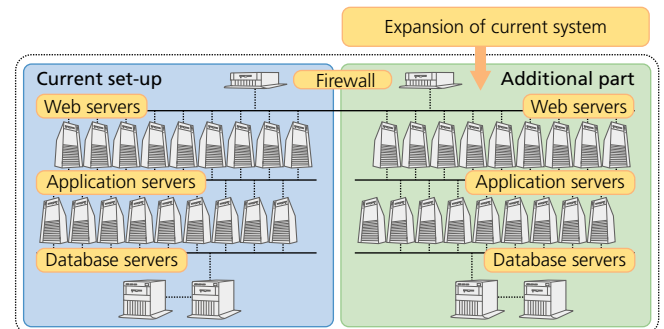 Expansion of current system
Current set-up
Firewall
Additional part
Web servers
Web servers
Application servers
Application servers
Database servers
Database servers